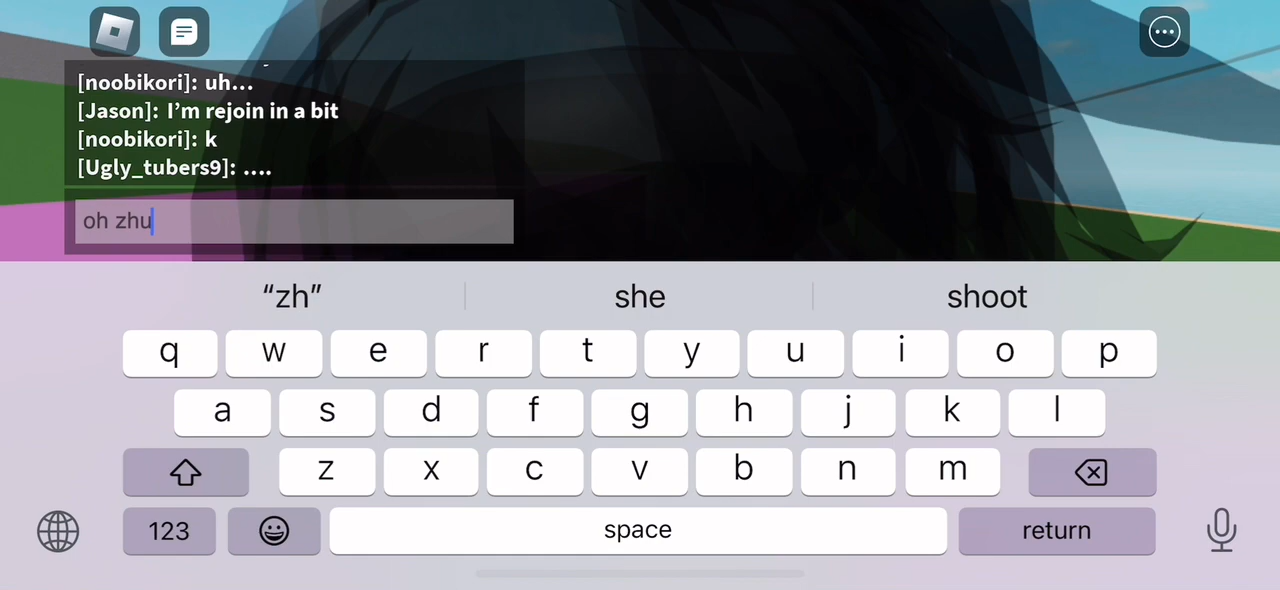 [noobikori]: uh...
[Jason]: I’m rejoin in a bit
[noobikori]: k
[Ugly_tubers9]: ....
oh zhu
“zh” she shoot
q w e r t y u i o p
a s d f g h j k l
z x c v b n m
123 space return